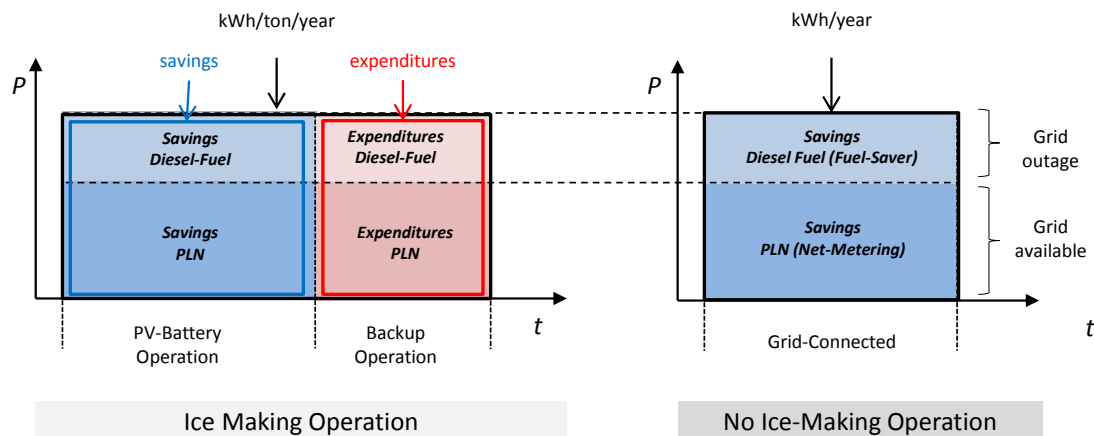 kWh/ton/year
savings
expenditures
P
Savings
Diesel-Fuel
Expenditures
Diesel-Fuel
Savings
PLN
Expenditures
PLN
t
PV-Battery
Operation
Backup
Operation
Ice Making Operation
kWh/year
P
Savings
Diesel Fuel (Fuel-Saver)
Grid
outage
Savings
PLN (Net-Metering)
Grid
available
t
Grid-Connected
No Ice-Making Operation